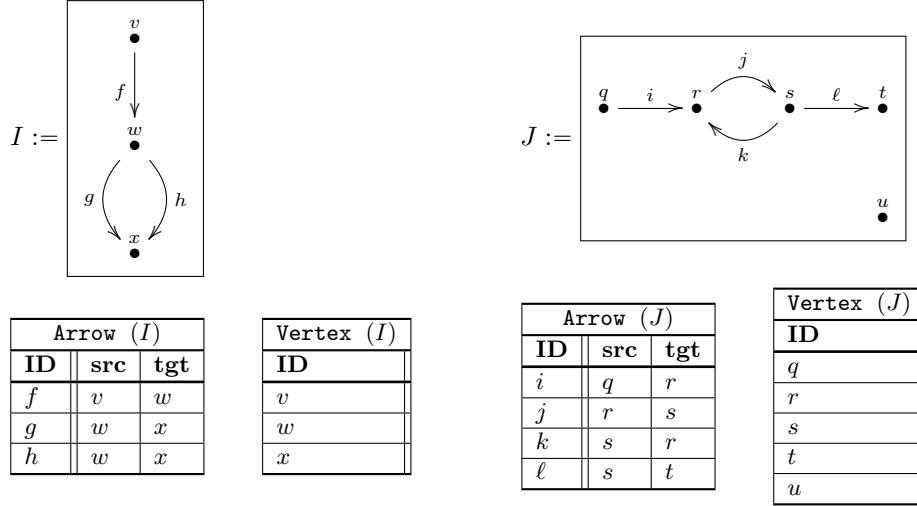 I :=
v
f
w
g
h
x
J :=
q
i
r
j
k
s
ℓ
t
u
Arrow (I)
ID src tgt
f v w
g w x
h w x
Vertex (I)
ID
v
w
x
Arrow (J)
ID src tgt
i q r
j r s
k s r
ℓ s t
Vertex (J)
ID
q
r
s
t
u